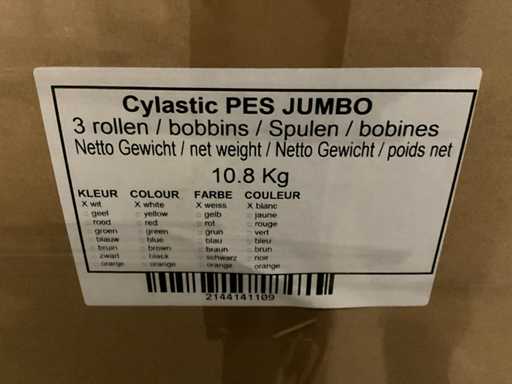 Cylastic PES JUMBO
3 rollen / bobbins / Spulen / bobines
Netto Gewicht / net weight / Netto Gewicht / poids net
10.8 Kg
KLEUR COLOUR FARBE COULEUR
X wit X white X weiss X blanc
geel yellow gelb jaune
rood red rot rouge
groen green grun vert
blauw blue blau bleu
bruin brown braun brun
zwart black schwarz noir
orange orange orange orange
2144141109